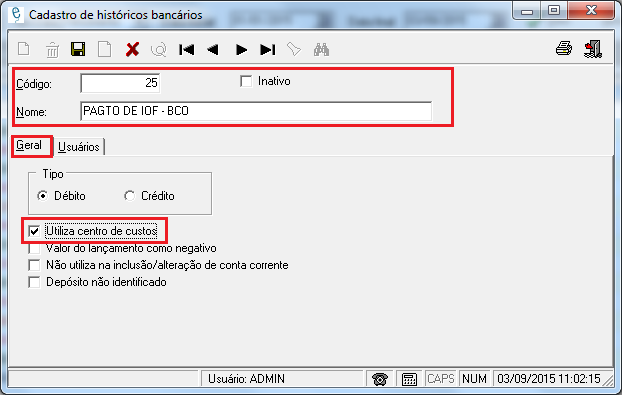 Cadastro de históricos bancários
Código: 25 Inativo
Nome: PAGTO DE IOF - BCO
Geral Usuários
Tipo
Débito Crédito
Utiliza centro de custos
Valor do lançamento como negativo
Não utiliza na inclusão/alteração de conta corrente
Depósito não identificado
Usuário: ADMIN CAPS NUM 03/09/2015 11:02:15